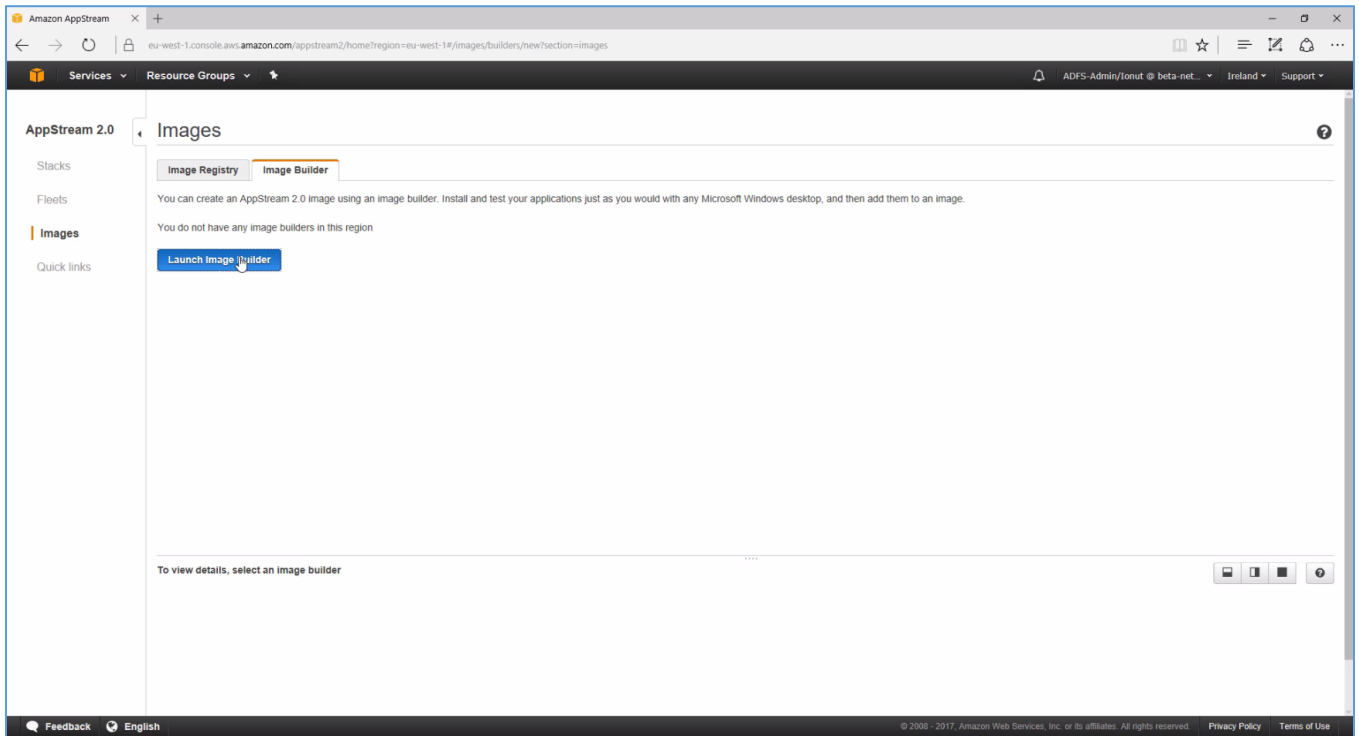 Amazon AppStream
eu-west-1.console.aws.amazon.com/appstream2/home?region=eu-west-1#/images/builders/new?section=images
Services Resource Groups ADFS-Admin/Ionut @ beta-net... Ireland Support
AppStream 2.0
Images
Stacks
Fleets
Images
Quick links
Image Registry Image Builder
You can create an AppStream 2.0 image using an image builder. Install and test your applications just as you would with any Microsoft Windows desktop, and then add them to an image.
You do not have any image builders in this region
Launch Image Builder
To view details, select an image builder
Feedback English © 2008 - 2017, Amazon Web Services, Inc. or its affiliates. All rights reserved. Privacy Policy Terms of Use